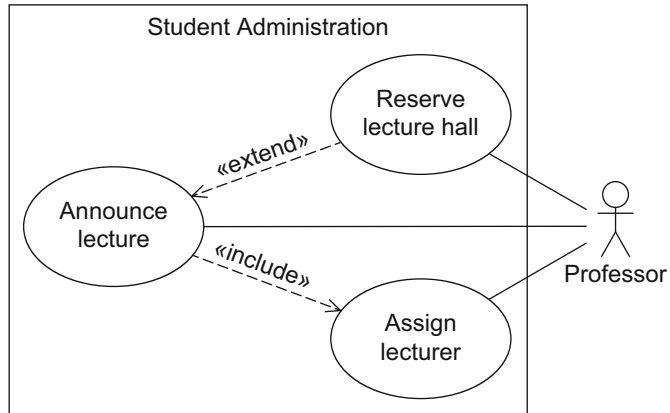 Student Administration
Reserve
lecture hall
«extend»
Announce
lecture
«include»
Professor
Assign
lecturer